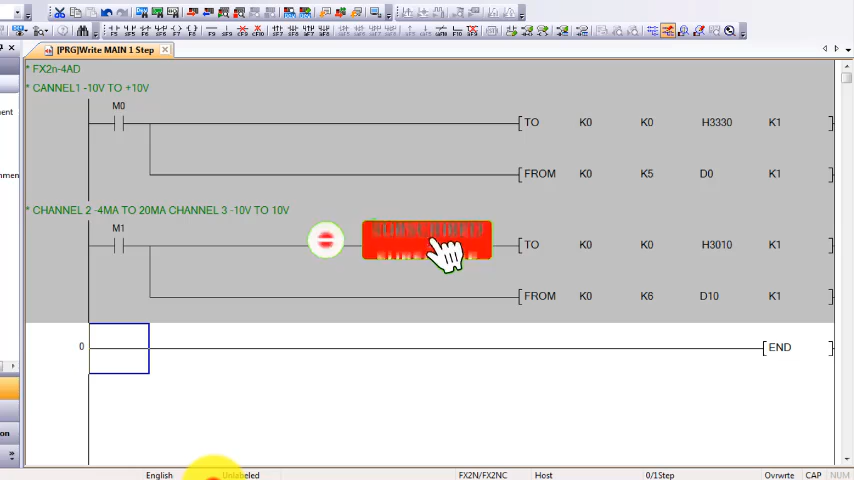 [PRG]Write MAIN 1 Step
* FX2n-4AD
* CANNEL1 -10V TO +10V
M0
TO K0 K0 H3330 K1
FROM K0 K5 D0 K1
* CHANNEL 2 -4MA TO 20MA CHANNEL 3 -10V TO 10V
M1
TO K0 K0 H3010 K1
FROM K0 K6 D10 K1
0
END
English Unlabeled FX2N/FX2NC Host 0/1Step Ovrwrte CAP NUM